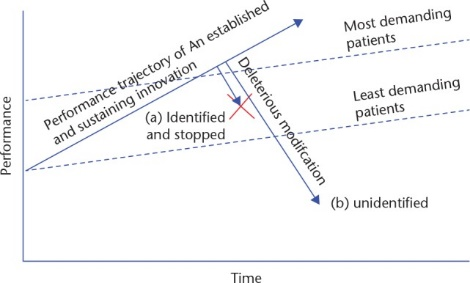 Most demanding
patients
Performance trajectory of An established
and sustaining innovation
Deleterious modifcation
Least demanding
patients
(a) Identified
and stopped
(b) unidentified
Performance
Time